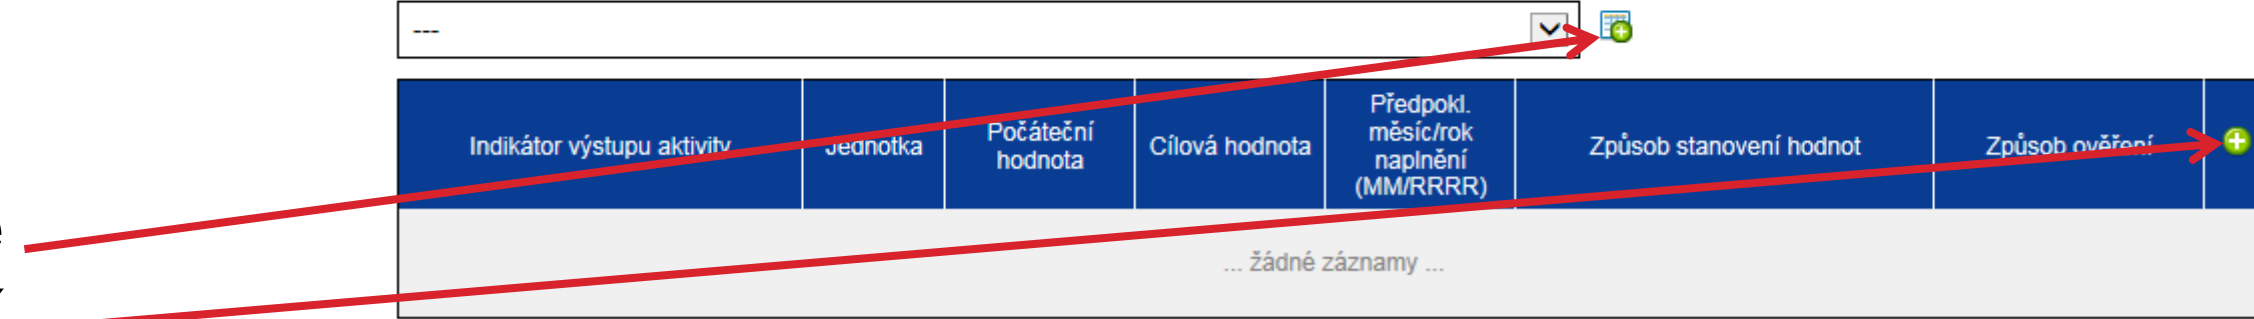 ---
Indikátor výstupu aktivity
Jednotka
Počáteční
hodnota
Cílová hodnota
Předpokl.
měsíc/rok
naplnění
(MM/RRRR)
Způsob stanovení hodnot
Způsob ověření
... žádné záznamy ...